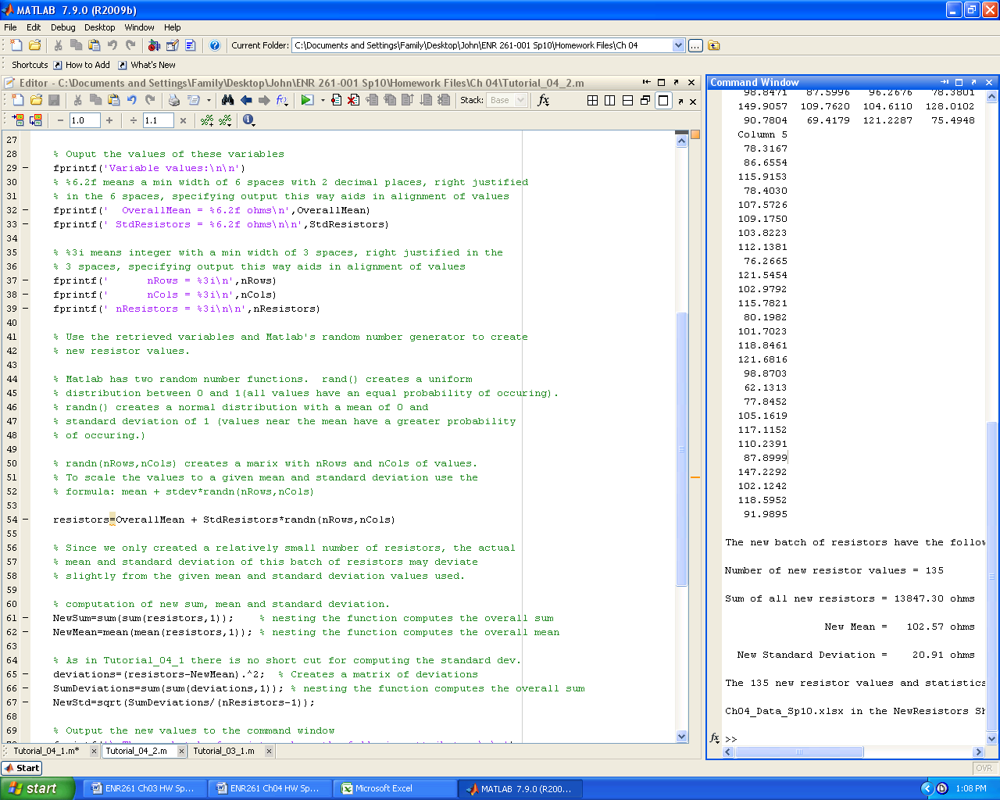 MATLAB  7.9.0 (R2009b)
File Edit Debug Desktop Window Help
Current Folder: C:\Documents and Settings\Family\Desktop\John\ENR 261-001 Sp10\Homework Files\Ch 04
Shortcuts How to Add What's New
Editor - C:\Documents and Settings\Family\Desktop\John\ENR 261-001 Sp10\Homework Files\Ch 04\Tutorial_04_2.m
Stack: Base
1.0 1.1
27
28 % Ouput the values of these variables
29 – fprintf('Variable values:\n\n')
30 % %6.2f means a min width of 6 spaces with 2 decimal places, right justified
31 % in the 6 spaces, specifying output this way aids in alignment of values
32 – fprintf('  OverallMean = %6.2f ohms\n',OverallMean)
33 – fprintf(' StdResistors = %6.2f ohms\n\n',StdResistors)
34
35 % %3i means integer with a min width of 3 spaces, right justified in the
36 % 3 spaces, specifying output this way aids in alignment of values
37 – fprintf('      nRows = %3i\n',nRows)
38 – fprintf('      nCols = %3i\n',nCols)
39 – fprintf(' nResistors = %3i\n\n',nResistors)
40
41 % Use the retrieved variables and Matlab's random number generator to create
42 % new resistor values.
43
44 % Matlab has two random number functions.  rand() creates a uniform
45 % distribution between 0 and 1(all values have an equal probability of occuring).
46 % randn() creates a normal distribution with a mean of 0 and
47 % standard deviation of 1 (values near the mean have a greater probability
48 % of occuring.)
49
50 % randn(nRows,nCols) creates a marix with nRows and nCols of values.
51 % To scale the values to a given mean and standard deviation use the
52 % formula: mean + stdev*randn(nRows,nCols)
53
54 – resistors=OverallMean + StdResistors*randn(nRows,nCols)
55
56 % Since we only created a relatively small number of resistors, the actual
57 % mean and standard deviation of this batch of resistors may deviate
58 % slightly from the given mean and standard deviation values used.
59
60 % computation of new sum, mean and standard deviation.
61 – NewSum=sum(sum(resistors,1));    % nesting the function computes the overall sum
62 – NewMean=mean(mean(resistors,1)); % nesting the function computes the overall mean
63
64 % As in Tutorial_04_1 there is no short cut for computing the standard dev.
65 – deviations=(resistors-NewMean).^2;  % Creates a matrix of deviations
66 – SumDeviations=sum(sum(deviations,1)); % nesting the function computes the overall sum
67 – NewStd=sqrt(SumDeviations/(nResistors-1));
68
69 % Output the new values to the command window
Tutorial_04_1.m* Tutorial_04_2.m Tutorial_03_1.m
Command Window
98.8471 87.5996 96.2676 78.3801
149.9057 109.7620 104.6110 128.0102
90.7804 69.4179 121.2287 75.4948
Column 5
78.3167
86.6554
115.9153
78.4030
107.5726
109.1750
103.8223
112.1381
76.2665
121.5454
102.9792
115.7821
80.1982
101.7023
118.8461
121.6816
98.8703
62.1313
77.8452
105.1619
117.1152
110.2391
87.8999
147.2292
102.1242
118.5952
91.9895
The new batch of resistors have the follow
Number of new resistor values = 135
Sum of all new resistors = 13847.30 ohms
New Mean =   102.57 ohms
New Standard Deviation =    20.91 ohms
The 135 new resistor values and statistics
Ch04_Data_Sp10.xlsx in the NewResistors Sh
fx >>
Start
OVR
start ENR261 Ch03 HW Sp... ENR261 Ch04 HW Sp... Microsoft Excel MATLAB  7.9.0 (R200... 1:08 PM